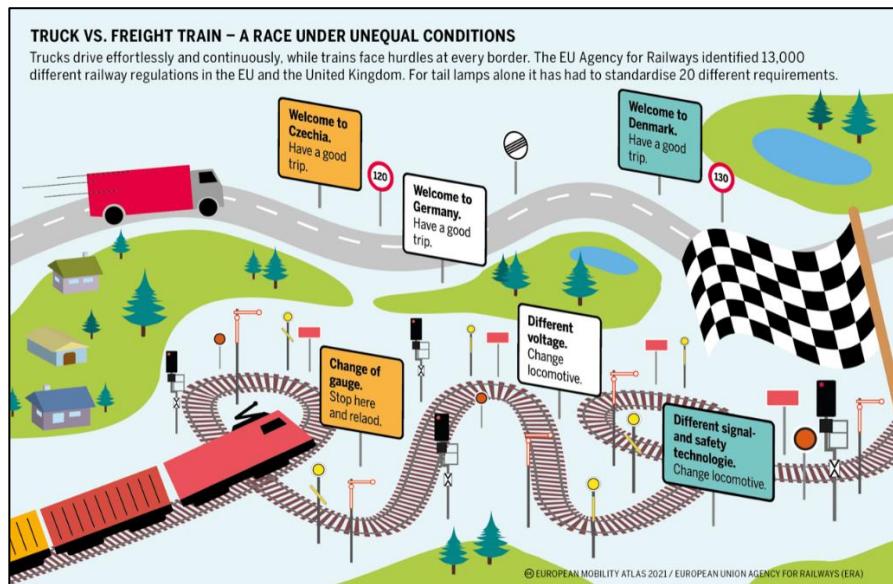 TRUCK VS. FREIGHT TRAIN – A RACE UNDER UNEQUAL CONDITIONS
Trucks drive effortlessly and continuously, while trains face hurdles at every border. The EU Agency for Railways identified 13,000
different railway regulations in the EU and the United Kingdom. For tail lamps alone it has had to standardise 20 different requirements.
Welcome to
Czechia.
Have a good
trip.
120
Welcome to
Germany.
Have a good
trip.
Welcome to
Denmark.
Have a good
trip.
130
Change of
gauge.
Stop here
and relaod.
Different
voltage.
Change
locomotive.
Different signal-
and safety
technologie.
Change locomotive.
EUROPEAN MOBILITY ATLAS 2021 / EUROPEAN UNION AGENCY FOR RAILWAYS (ERA)